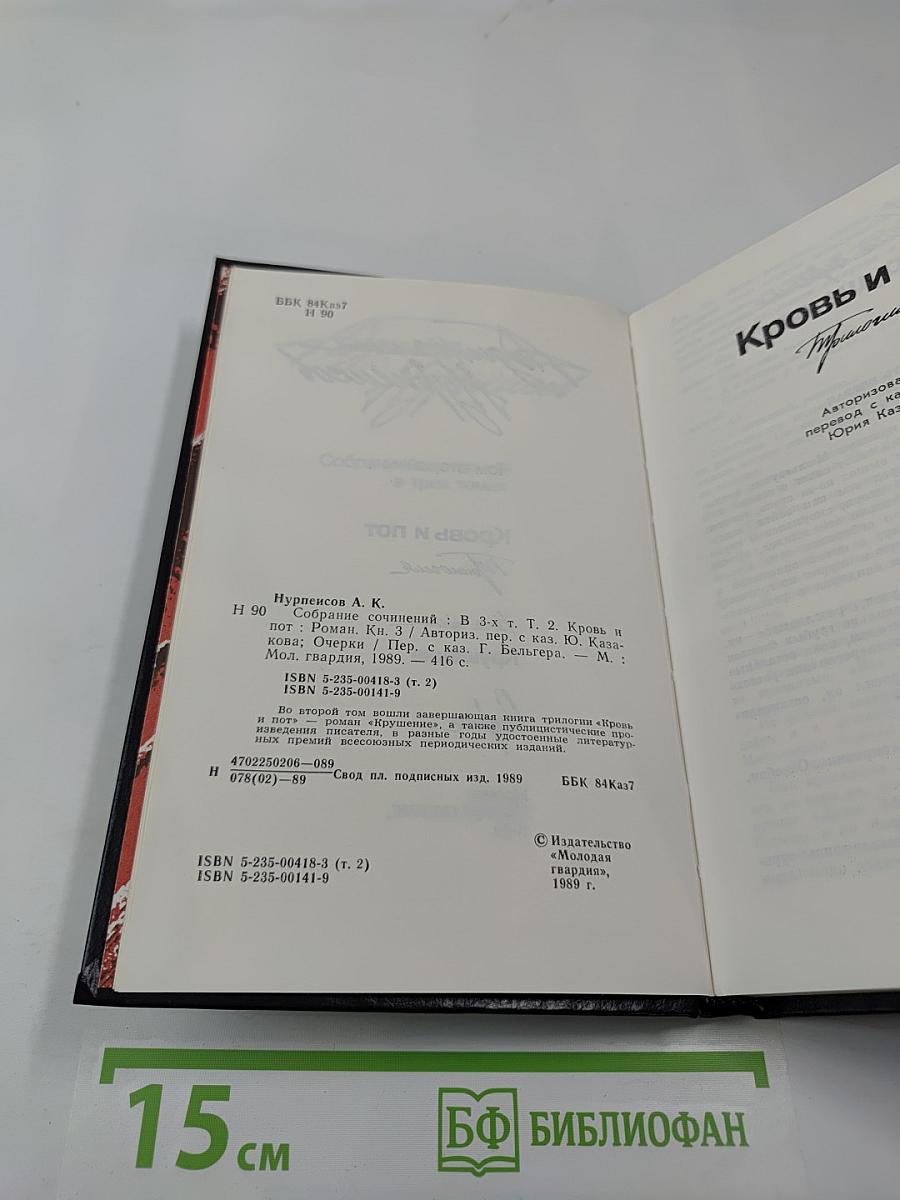 ББК 84Каз7
Н 90
Нурпеисов А. К.
Н 90 Собрание сочинений : В 3-х т. Т. 2. Кровь и
пот : Роман. Кн. 3 / Авториз. пер. с каз. Ю. Каза-
кова; Очерки / Пер. с каз. Г. Бельгера. — М. :
Мол. гвардия, 1989. — 416 с.
ISBN 5-235-00418-3 (т. 2)
ISBN 5-235-00141-9
Во второй том вошли завершающая книга трилогии «Кровь
и пот» — роман «Крушение», а также публицистические про-
изведения писателя, в разные годы удостоенные литератур-
ных премий всесоюзных периодических изданий.
Н 4702250206—089
078(02)—89 Свод пл. подписных изд. 1989 ББК 84Каз7
ISBN 5-235-00418-3 (т. 2)
ISBN 5-235-00141-9
© Издательство
«Молодая
гвардия»,
1989 г.
Кровь и
перевод с
15 см
БФ БИБЛИОФАН